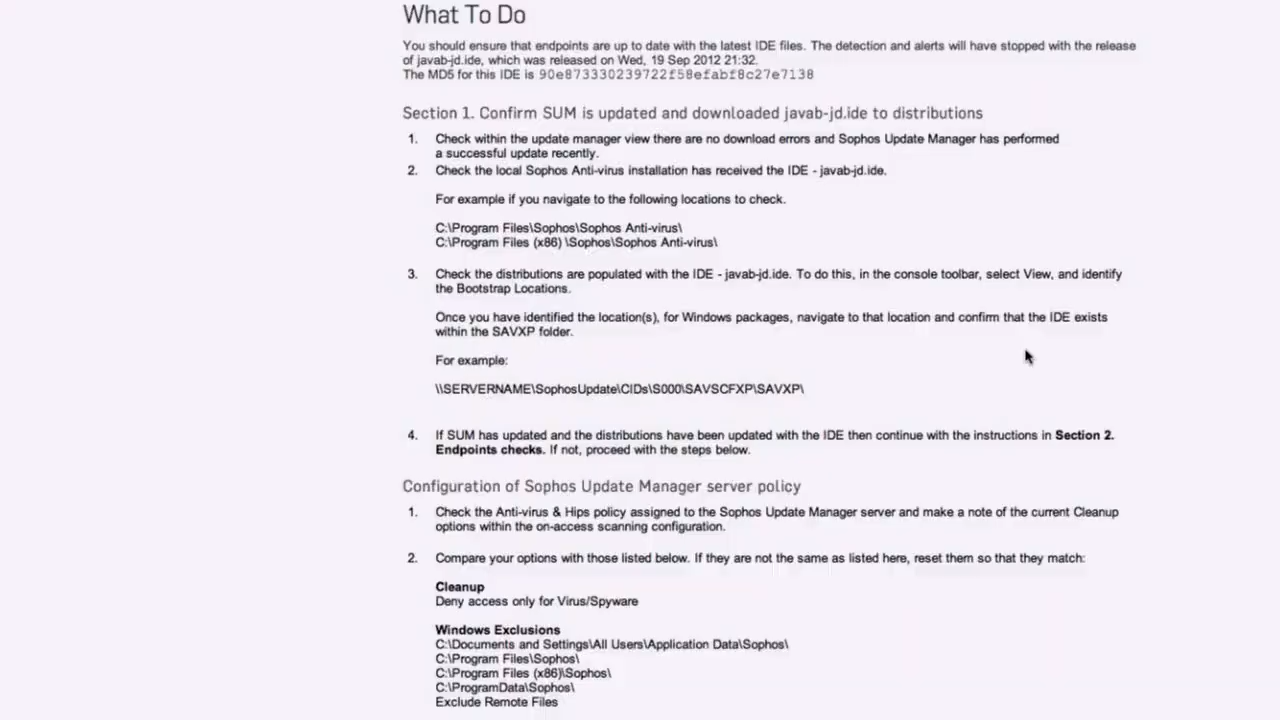 What To Do
You should ensure that endpoints are up to date with the latest IDE files. The detection and alerts will have stopped with the release
of javab-jd.ide, which was released on Wed, 19 Sep 2012 21:32.
The MD5 for this IDE is 90e873330239722f58efabf8c27e7138
Section 1. Confirm SUM is updated and downloaded javab-jd.ide to distributions
1. Check within the update manager view there are no download errors and Sophos Update Manager has performed
a successful update recently.
2. Check the local Sophos Anti-virus installation has received the IDE - javab-jd.ide.
For example if you navigate to the following locations to check.
C:\Program Files\Sophos\Sophos Anti-virus\
C:\Program Files (x86) \Sophos\Sophos Anti-virus\
3. Check the distributions are populated with the IDE - javab-jd.ide. To do this, in the console toolbar, select View, and identify
the Bootstrap Locations.
Once you have identified the location(s), for Windows packages, navigate to that location and confirm that the IDE exists
within the SAVXP folder.
For example:
\\SERVERNAME\SophosUpdate\CIDs\S000\SAVSCFXP\SAVXP\
4. If SUM has updated and the distributions have been updated with the IDE then continue with the instructions in Section 2.
Endpoints checks. If not, proceed with the steps below.
Configuration of Sophos Update Manager server policy
1. Check the Anti-virus & Hips policy assigned to the Sophos Update Manager server and make a note of the current Cleanup
options within the on-access scanning configuration.
2. Compare your options with those listed below. If they are not the same as listed here, reset them so that they match:
Cleanup
Deny access only for Virus/Spyware
Windows Exclusions
C:\Documents and Settings\All Users\Application Data\Sophos\
C:\Program Files\Sophos\
C:\Program Files (x86)\Sophos\
C:\ProgramData\Sophos\
Exclude Remote Files